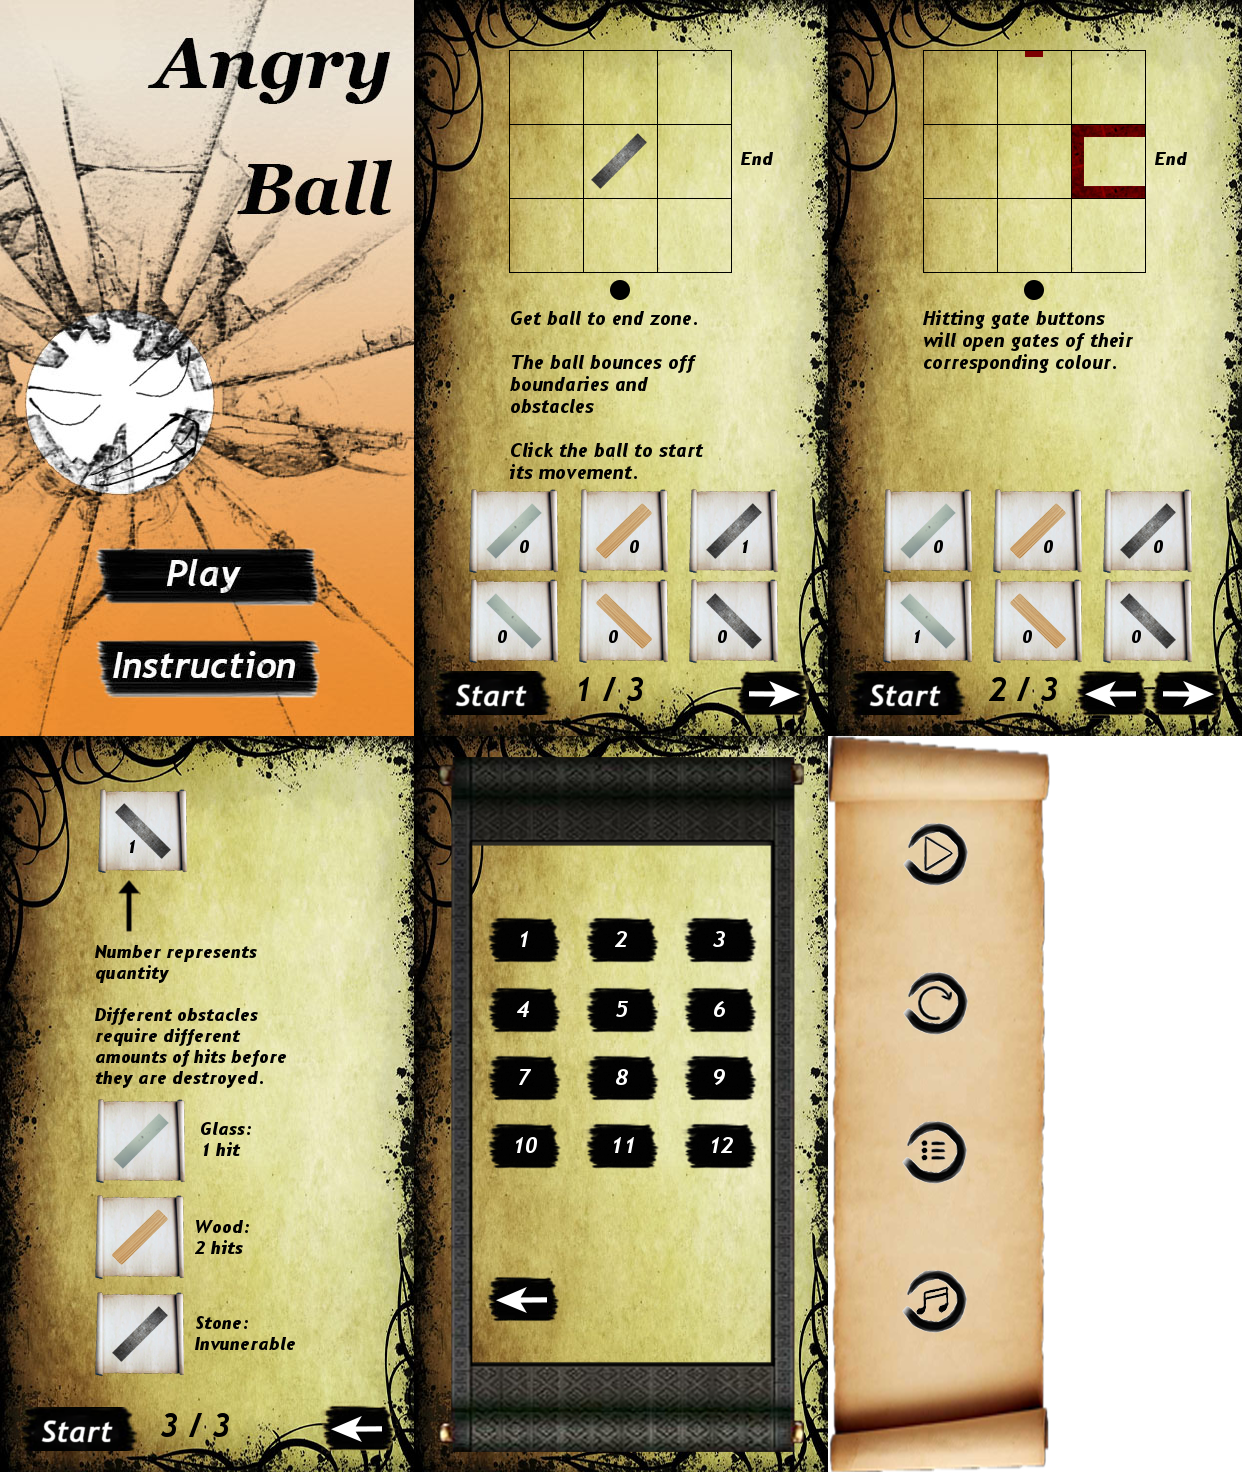 Angry
Ball
Play
Instruction
End
Get ball to end zone.
The ball bounces off
boundaries and
obstacles
Click the ball to start
its movement.
0
0
1
0
0
0
Start
1 / 3
End
Hitting gate buttons
will open gates of their
corresponding colour.
0
0
0
1
0
0
Start
2 / 3
1
Number represents
quantity
Different obstacles
require different
amounts of hits before
they are destroyed.
Glass:
1 hit
Wood:
2 hits
Stone:
Invunerable
Start
3 / 3
1
2
3
4
5
6
7
8
9
10
11
12